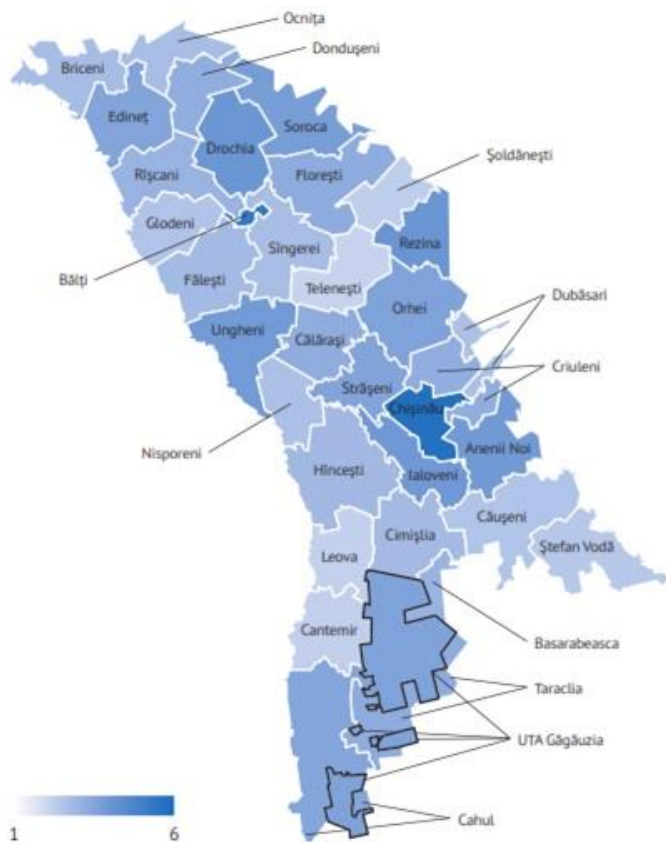 Ocnița
Dondușeni
Briceni
Edineț
Soroca
Drochia
Șoldănești
Rîșcani
Florești
Glodeni
Rezina
Sîngerei
Bălți
Fălești
Telenești
Dubăsari
Orhei
Ungheni
Călărași
Criuleni
Strășeni
Chișinău
Nisporeni
Anenii Noi
Hîncești
Ialoveni
Căușeni
Cimișlia
Ștefan Vodă
Leova
Cantemir
Basarabeasca
Taraclia
UTA Găgăuzia
Cahul
1
6